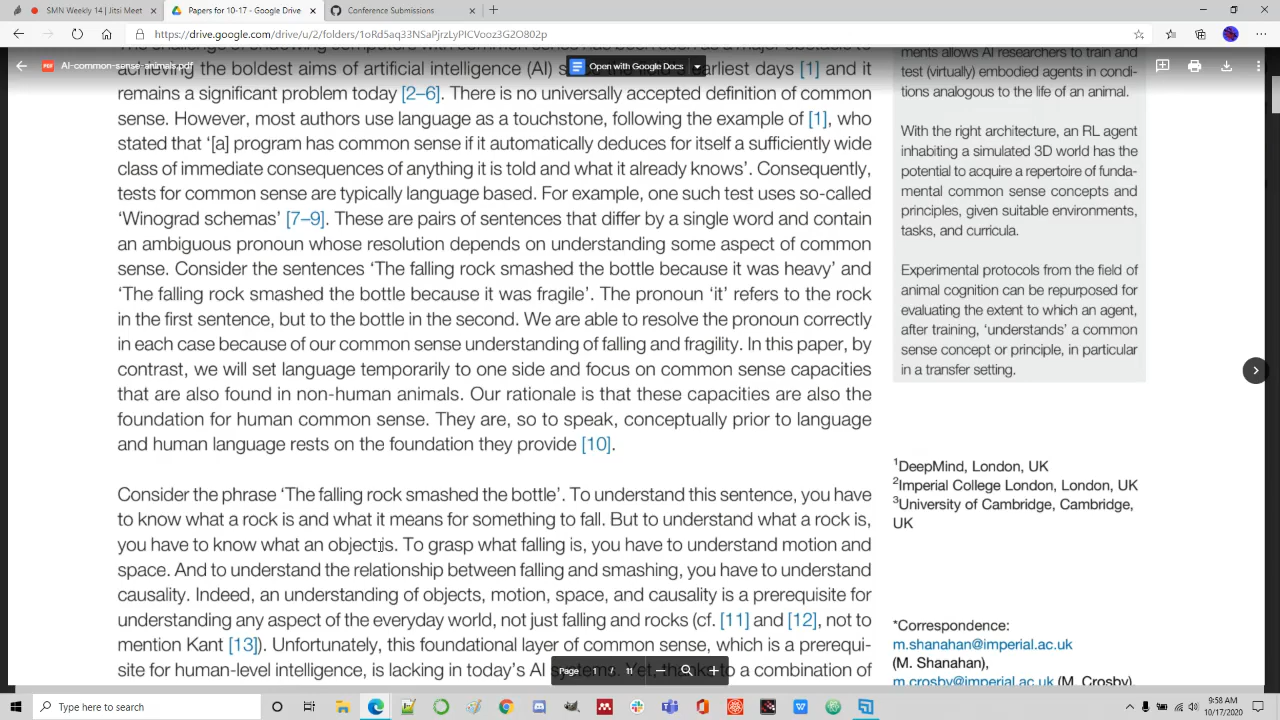 SMN Week 14 | Jitsi Meet
Papers for 10-17 - Google Drive
Common Sense
https://drive.google.com/drive/u/2/folders/1oRd5aq33NSaPjrzLyPICVooz3G2O802p
AI-common-sense-animals.pdf
Open with Google Docs
achieving the boldest aims of artificial intelligence (AI) since the field's earliest days [1] and it
remains a significant problem today [2–6]. There is no universally accepted definition of common
sense. However, most authors use language as a touchstone, following the example of [1], who
stated that '[a] program has common sense if it automatically deduces for itself a sufficiently wide
class of immediate consequences of anything it is told and what it already knows'. Consequently,
tests for common sense are typically language based. For example, one such test uses so-called
'Winograd schemas' [7–9]. These are pairs of sentences that differ by a single word and contain
an ambiguous pronoun whose resolution depends on understanding some aspect of common
sense. Consider the sentences 'The falling rock smashed the bottle because it was heavy' and
'The falling rock smashed the bottle because it was fragile'. The pronoun 'it' refers to the rock
in the first sentence, but to the bottle in the second. We are able to resolve the pronoun correctly
in each case because of our common sense understanding of falling and fragility. In this paper, by
contrast, we will set language temporarily to one side and focus on common sense capacities
that are also found in non-human animals. Our rationale is that these capacities are also the
foundation for human common sense. They are, so to speak, conceptually prior to language
and human language rests on the foundation they provide [10].
Consider the phrase 'The falling rock smashed the bottle'. To understand this sentence, you have
to know what a rock is and what it means for something to fall. But to understand what a rock is,
you have to know what an object is. To grasp what falling is, you have to understand motion and
space. And to understand the relationship between falling and smashing, you have to understand
causality. Indeed, an understanding of objects, motion, space, and causality is a prerequisite for
understanding any aspect of the everyday world, not just falling and rocks (cf. [11] and [12], not to
mention Kant [13]). Unfortunately, this foundational layer of common sense, which is a prerequi-
site for human-level intelligence, is lacking in today's AI systems. Yet, thanks to a combination of
ments allows AI researchers to train and
test (virtually) embodied agents in condi-
tions analogous to the life of an animal.
With the right architecture, an RL agent
inhabiting a simulated 3D world has the
potential to acquire a repertoire of funda-
mental common sense concepts and
principles, given suitable environments,
tasks, and curricula.
Experimental protocols from the field of
animal cognition can be repurposed for
evaluating the extent to which an agent,
after training, 'understands' a common
sense concept or principle, in particular
in a transfer setting.
1DeepMind, London, UK
2Imperial College London, London, UK
3University of Cambridge, Cambridge,
UK
*Correspondence:
m.shanahan@imperial.ac.uk
(M. Shanahan),
m.crosby@imperial.ac.uk (M. Crosby),
Page 1 / 11
Type here to search
9:58 AM
10/17/2020